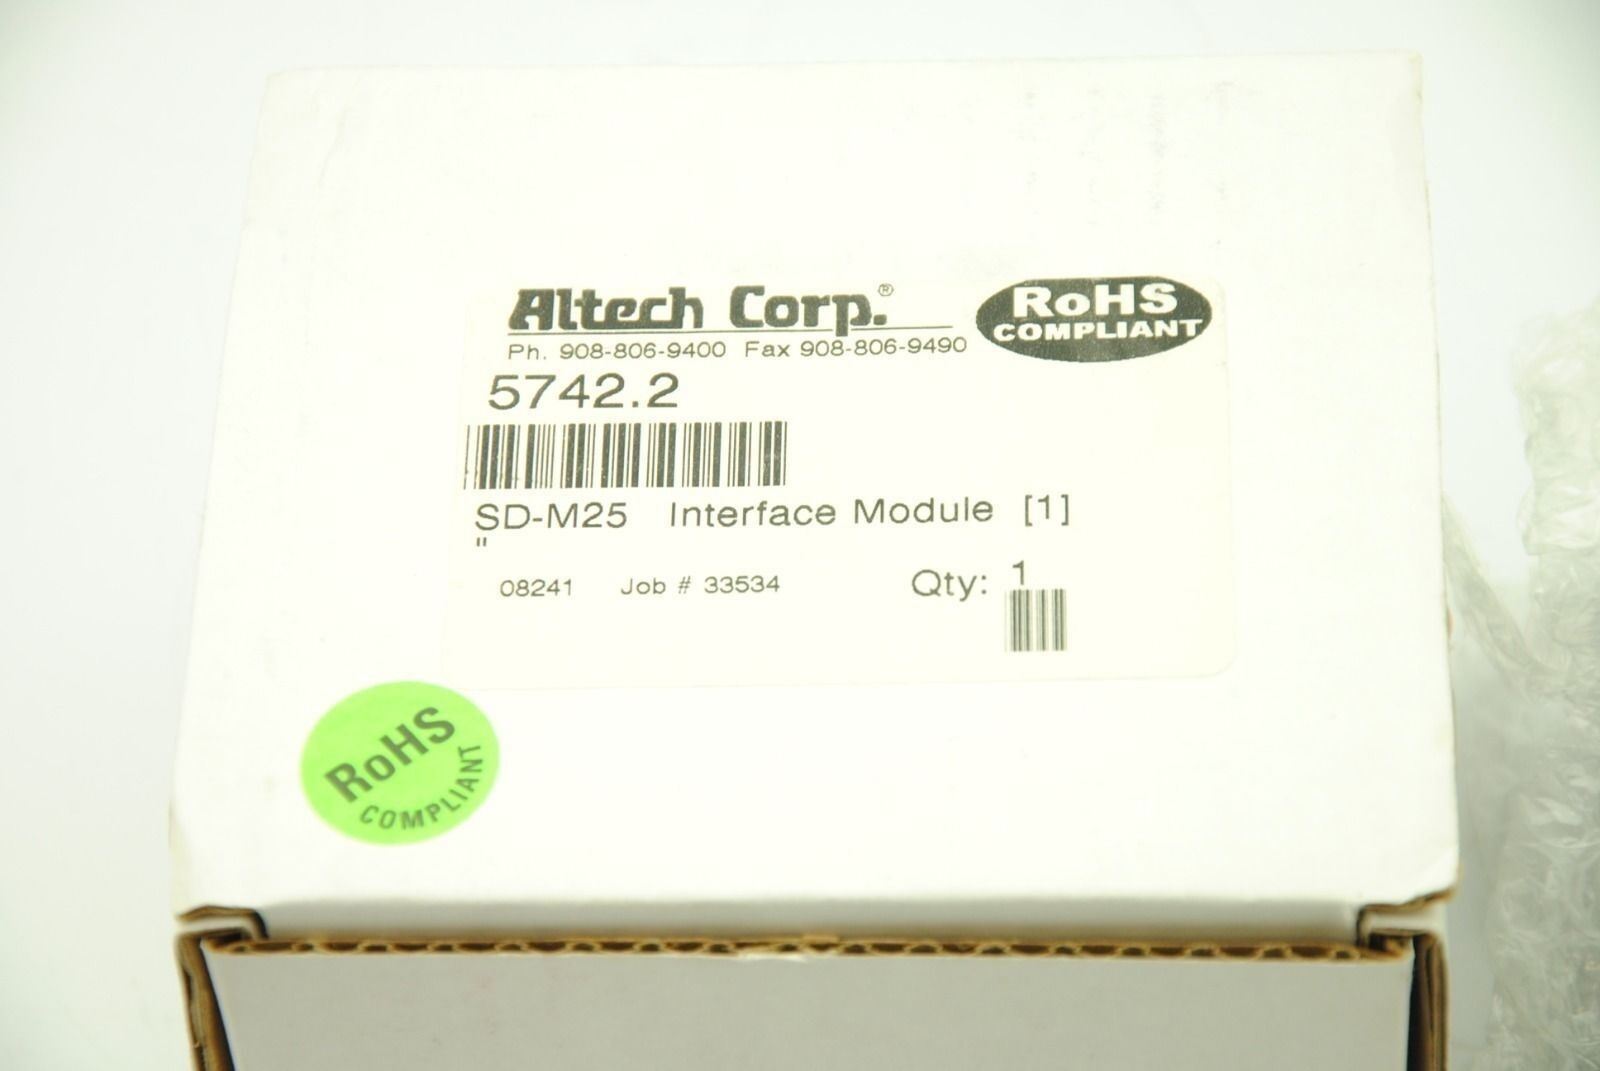 Altech Corp.®
RoHS
COMPLIANT
Ph. 908-806-9400 Fax 908-806-9490
5742.2
SD-M25 Interface Module [1]
"
08241 Job # 33534 Qty: 1
RoHS
COMPLIANT